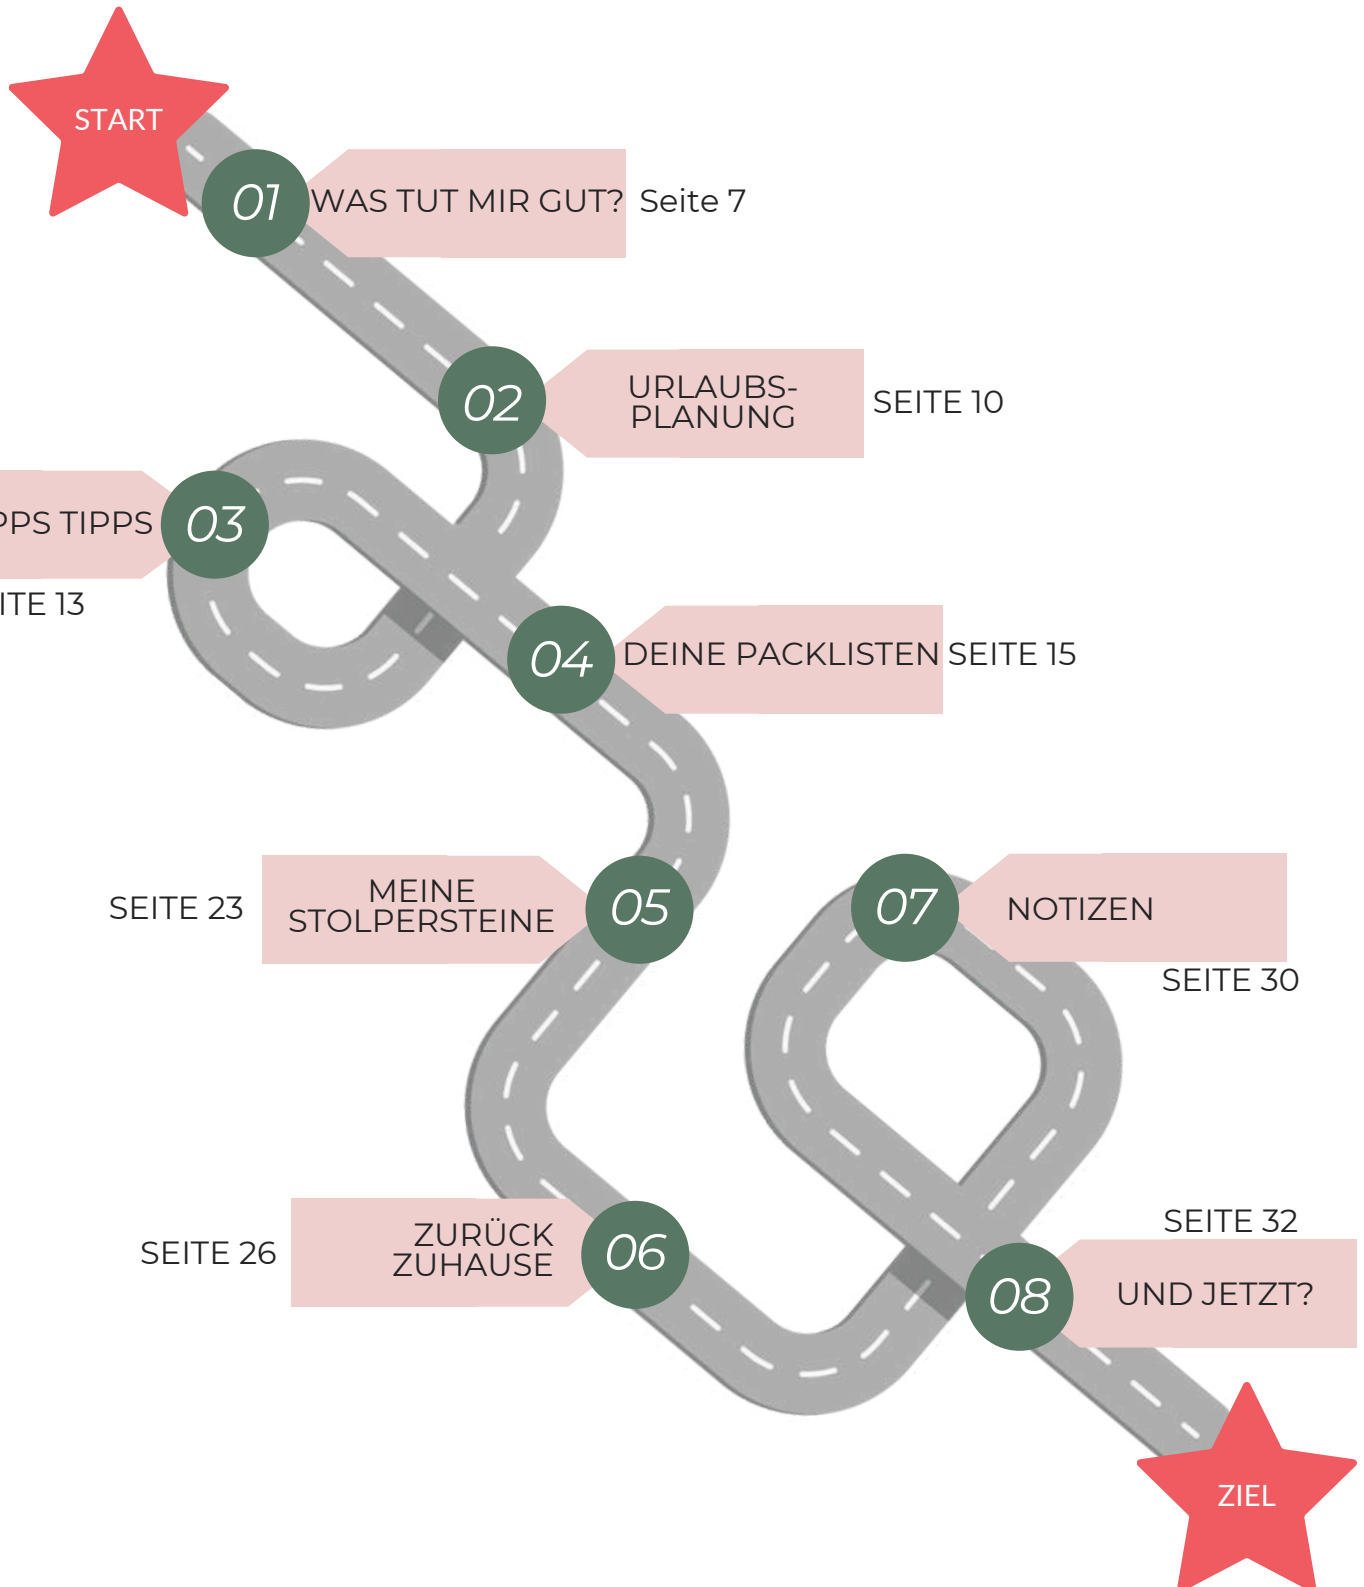 START
01
WAS TUT MIR GUT? Seite 7
02
URLAUBS-
PLANUNG
SEITE 10
03
TIPPS
04
DEINE PACKLISTEN SEITE 15
13
05
MEINE
STOLPERSTEINE
SEITE 23
06
ZURÜCK
ZUHAUSE
SEITE 26
07
NOTIZEN
SEITE 30
08
UND JETZT?
SEITE 32
ZIEL